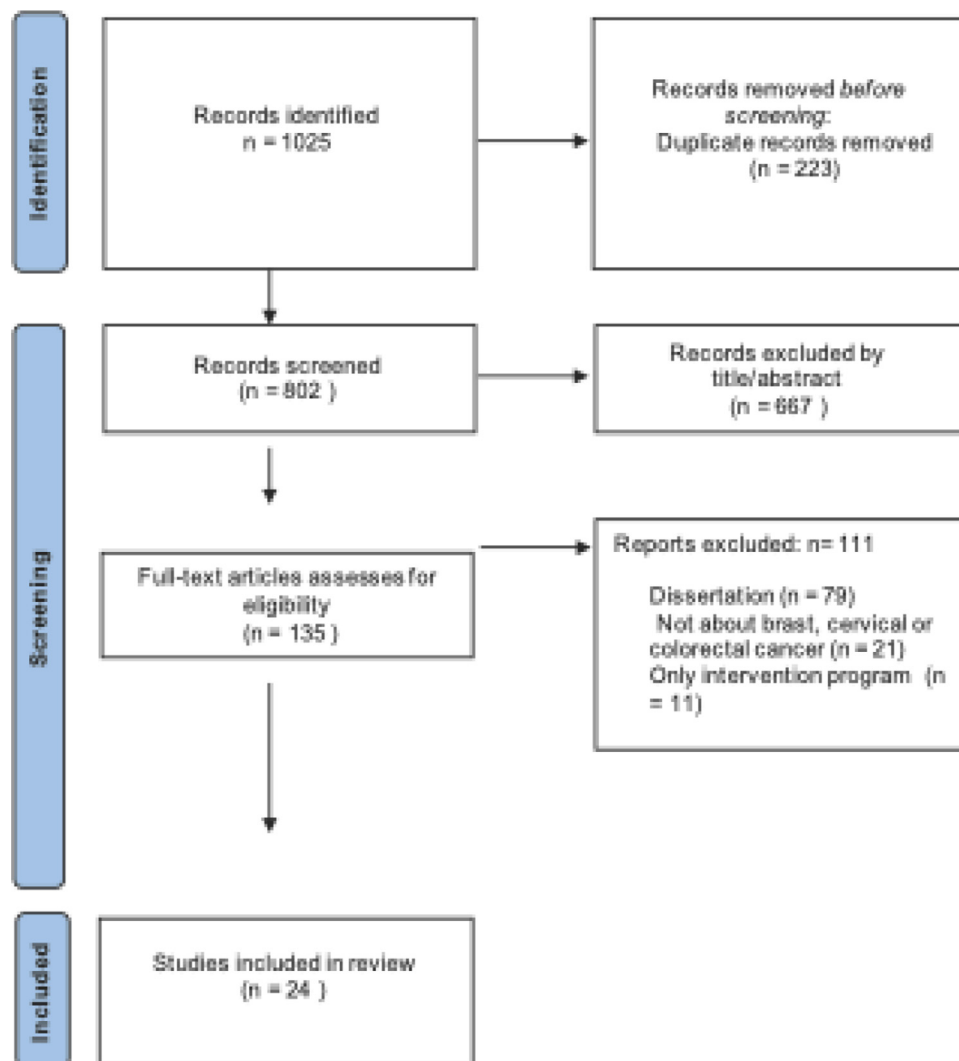 Identification
Records identified
n = 1025
Records removed before
screening:
Duplicate records removed
(n = 223)
Screening
Records screened
(n = 802 )
Records excluded by
title/abstract
(n = 667 )
Full-text articles assesses for
eligibility
(n = 135 )
Reports excluded: n= 111
Dissertation (n = 79)
Not about brast, cervical or
colorectal cancer (n = 21)
Only intervention program (n
= 11)
Included
Studies included in review
(n = 24 )